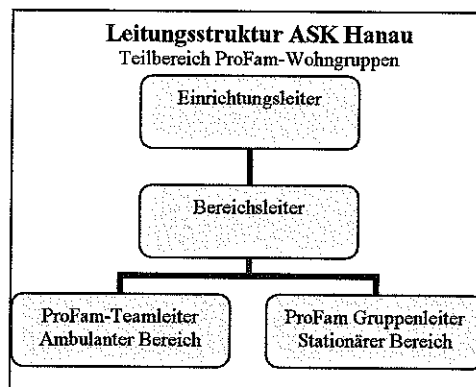 Leitungsstruktur ASK Hanau
Teilbereich ProFam-Wohngruppen
Einrichtungsleiter
Bereichsleiter
ProFam-Teamleiter
Ambulanter Bereich
ProFam Gruppenleiter
Stationärer Bereich